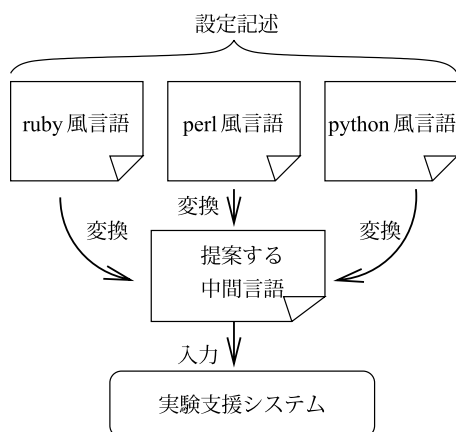 設定記述
ruby 風言語
perl 風言語
python 風言語
変換
変換
変換
提案する
中間言語
入力
実験支援システム